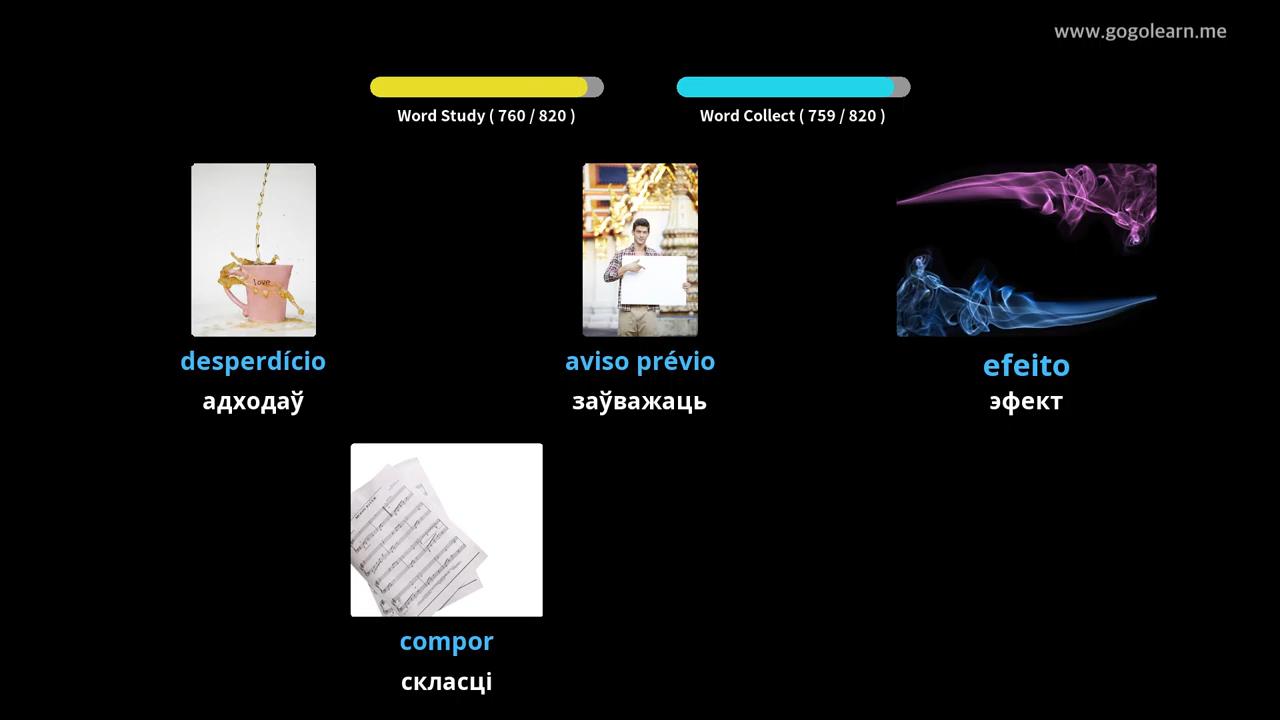 www.gogolearn.me
Word Study ( 760 / 820 )
Word Collect ( 759 / 820 )
love
desperdício
aviso prévio
efeito
адходаў
заўважаць
эфект
compor
скласці